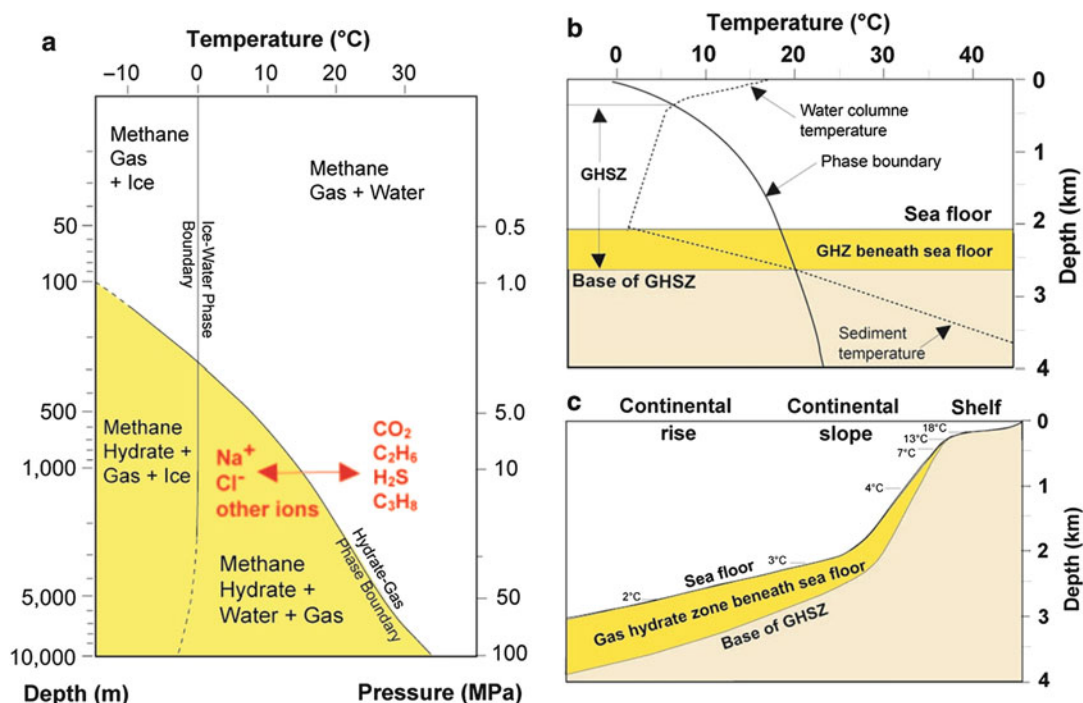 a
Temperature (°C)
–10 0 10 20 30
Methane
Gas
+ Ice
Methane
Gas + Water
Ice-Water Phase
Boundary
50
100
500
1,000
5,000
10,000
0.5
1.0
5.0
10
50
100
Methane
Hydrate +
Gas + Ice
Na+
Cl-
other ions
CO2
C2H6
H2S
C3H8
Methane
Hydrate +
Water + Gas
Hydrate-Gas
Phase Boundary
Depth (m)
Pressure (MPa)
b
Temperature (°C)
0 10 20 30 40
0
1
2
3
4
Depth (km)
Water columne
temperature
Phase boundary
GHSZ
Sea floor
GHZ beneath sea floor
Base of GHSZ
Sediment
temperature
c
Continental
rise
Continental
slope
Shelf
18°C
13°C
7°C
4°C
3°C
2°C
Sea floor
Gas hydrate zone beneath sea floor
Base of GHSZ
0
1
2
3
4
Depth (km)